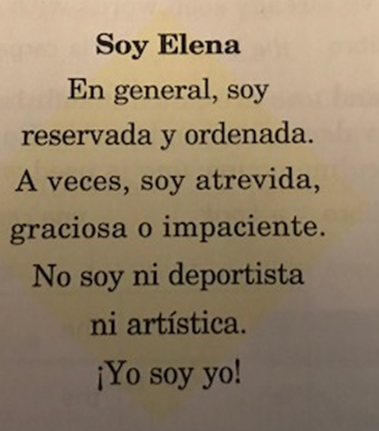 Soy Elena
En general, soy
reservada y ordenada.
A veces, soy atrevida,
graciosa o impaciente.
No soy ni deportista
ni artística.
¡Yo soy yo!